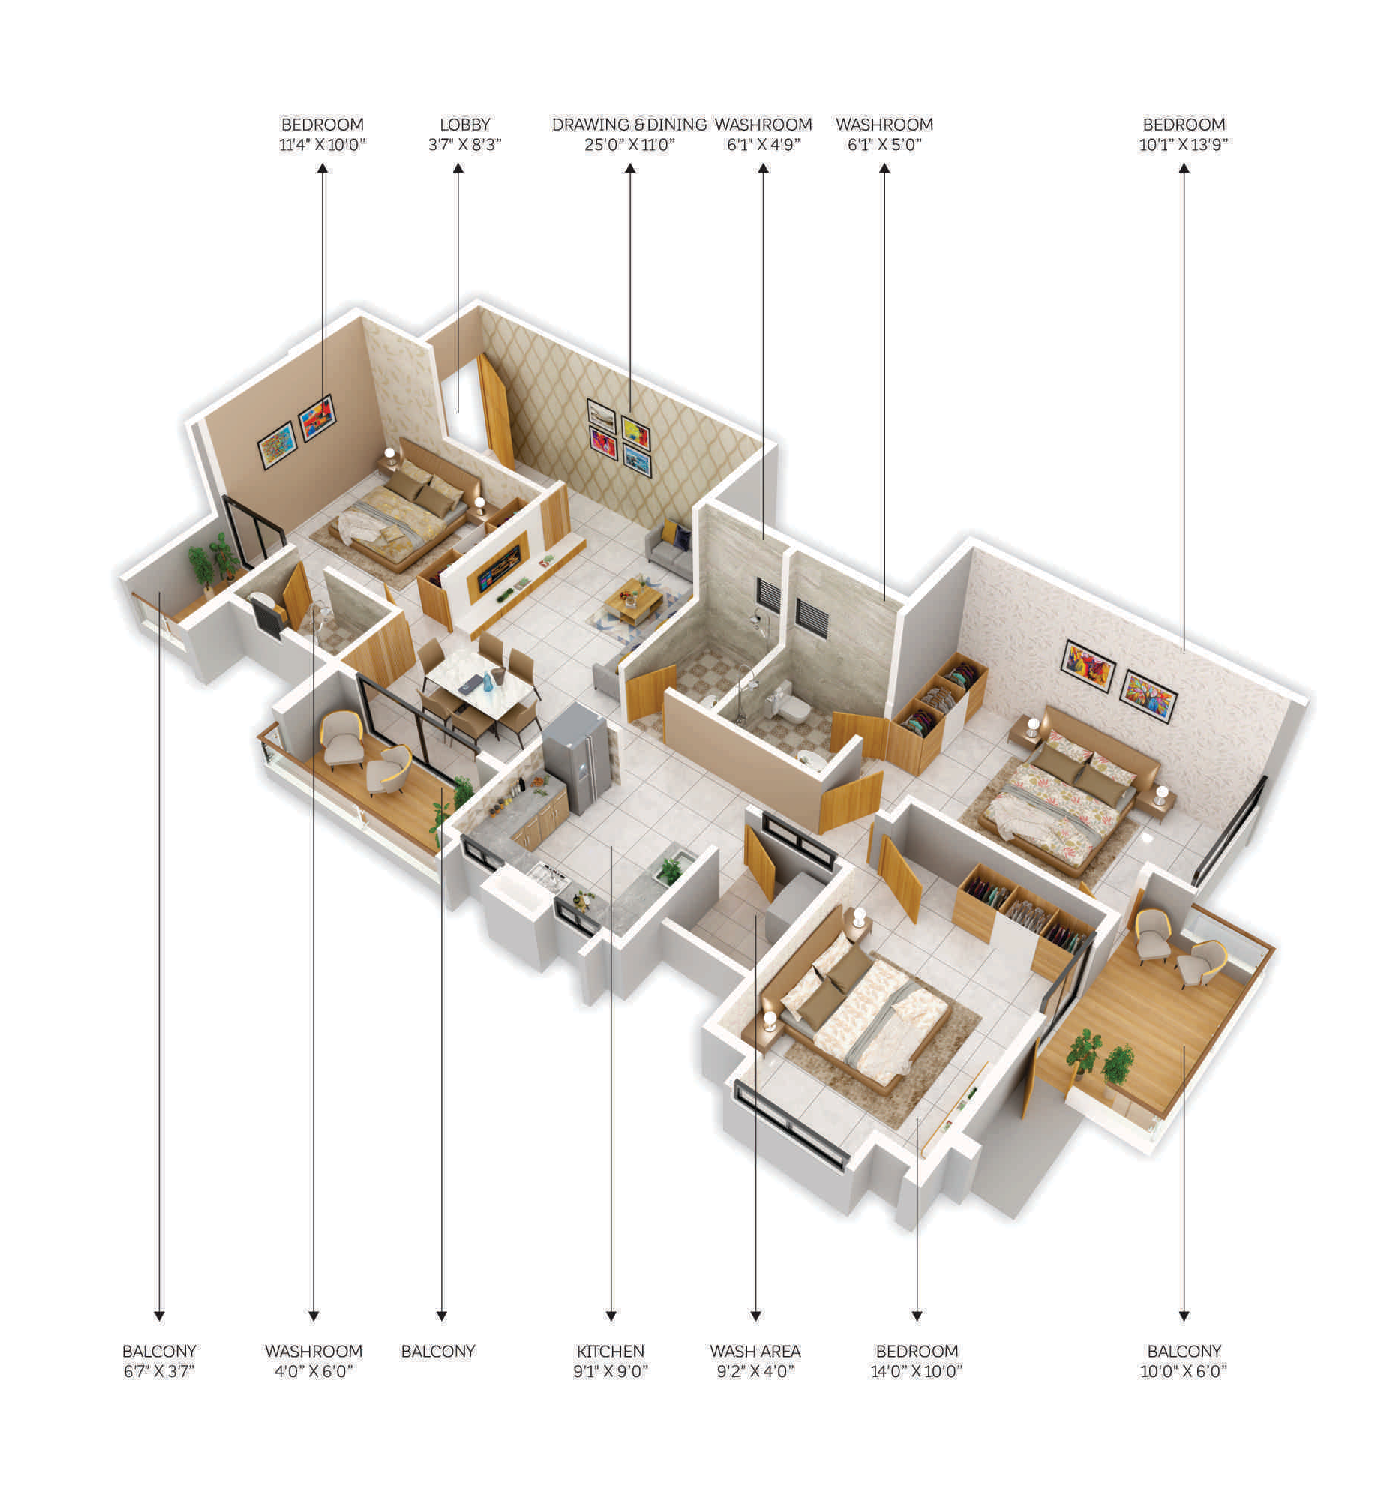 BEDROOM
11'4" X 10'0"
LOBBY
3'7" X 8'3"
DRAWING & DINING
25'0" X 11'0"
WASHROOM
6'1" X 4'9"
WASHROOM
6'1" X 5'0"
BEDROOM
10'1" X 13'9"
BALCONY
6'7" X 3'7"
WASHROOM
4'0" X 6'0"
BALCONY
KITCHEN
9'1" X 9'0"
WASH AREA
9'2" X 4'0"
BEDROOM
14'0" X 10'0"
BALCONY
10'0" X 6'0"